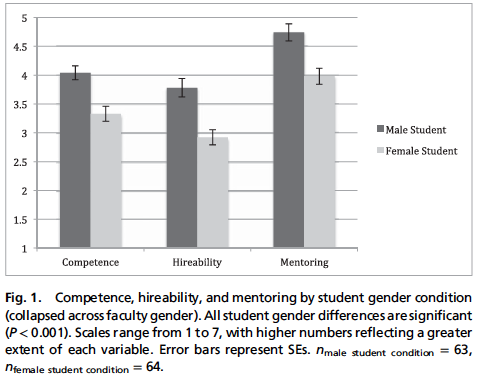 5
4.5
4
3.5
3
2.5
2
1.5
1
Competence
Hireability
Mentoring
Male Student
Female Student
Fig. 1. Competence, hireability, and mentoring by student gender condition
(collapsed across faculty gender). All student gender differences are significant
(P < 0.001). Scales range from 1 to 7, with higher numbers reflecting a greater
extent of each variable. Error bars represent SEs. nmale student condition = 63,
nfemale student condition = 64.